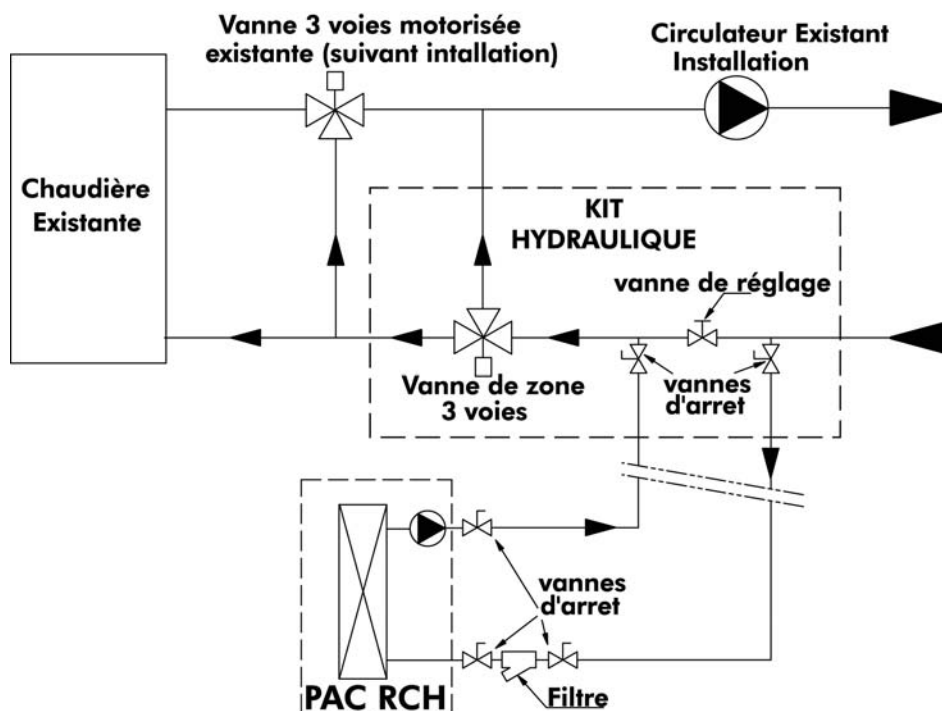 Vanne 3 voies motorisée
existante (suivant intallation)
Circulateur Existant
Installation
Chaudière
Existante
KIT
HYDRAULIQUE
vanne de réglage
Vanne de zone
3 voies
vannes
d'arret
vannes
d'arret
PAC RCH
Filtre